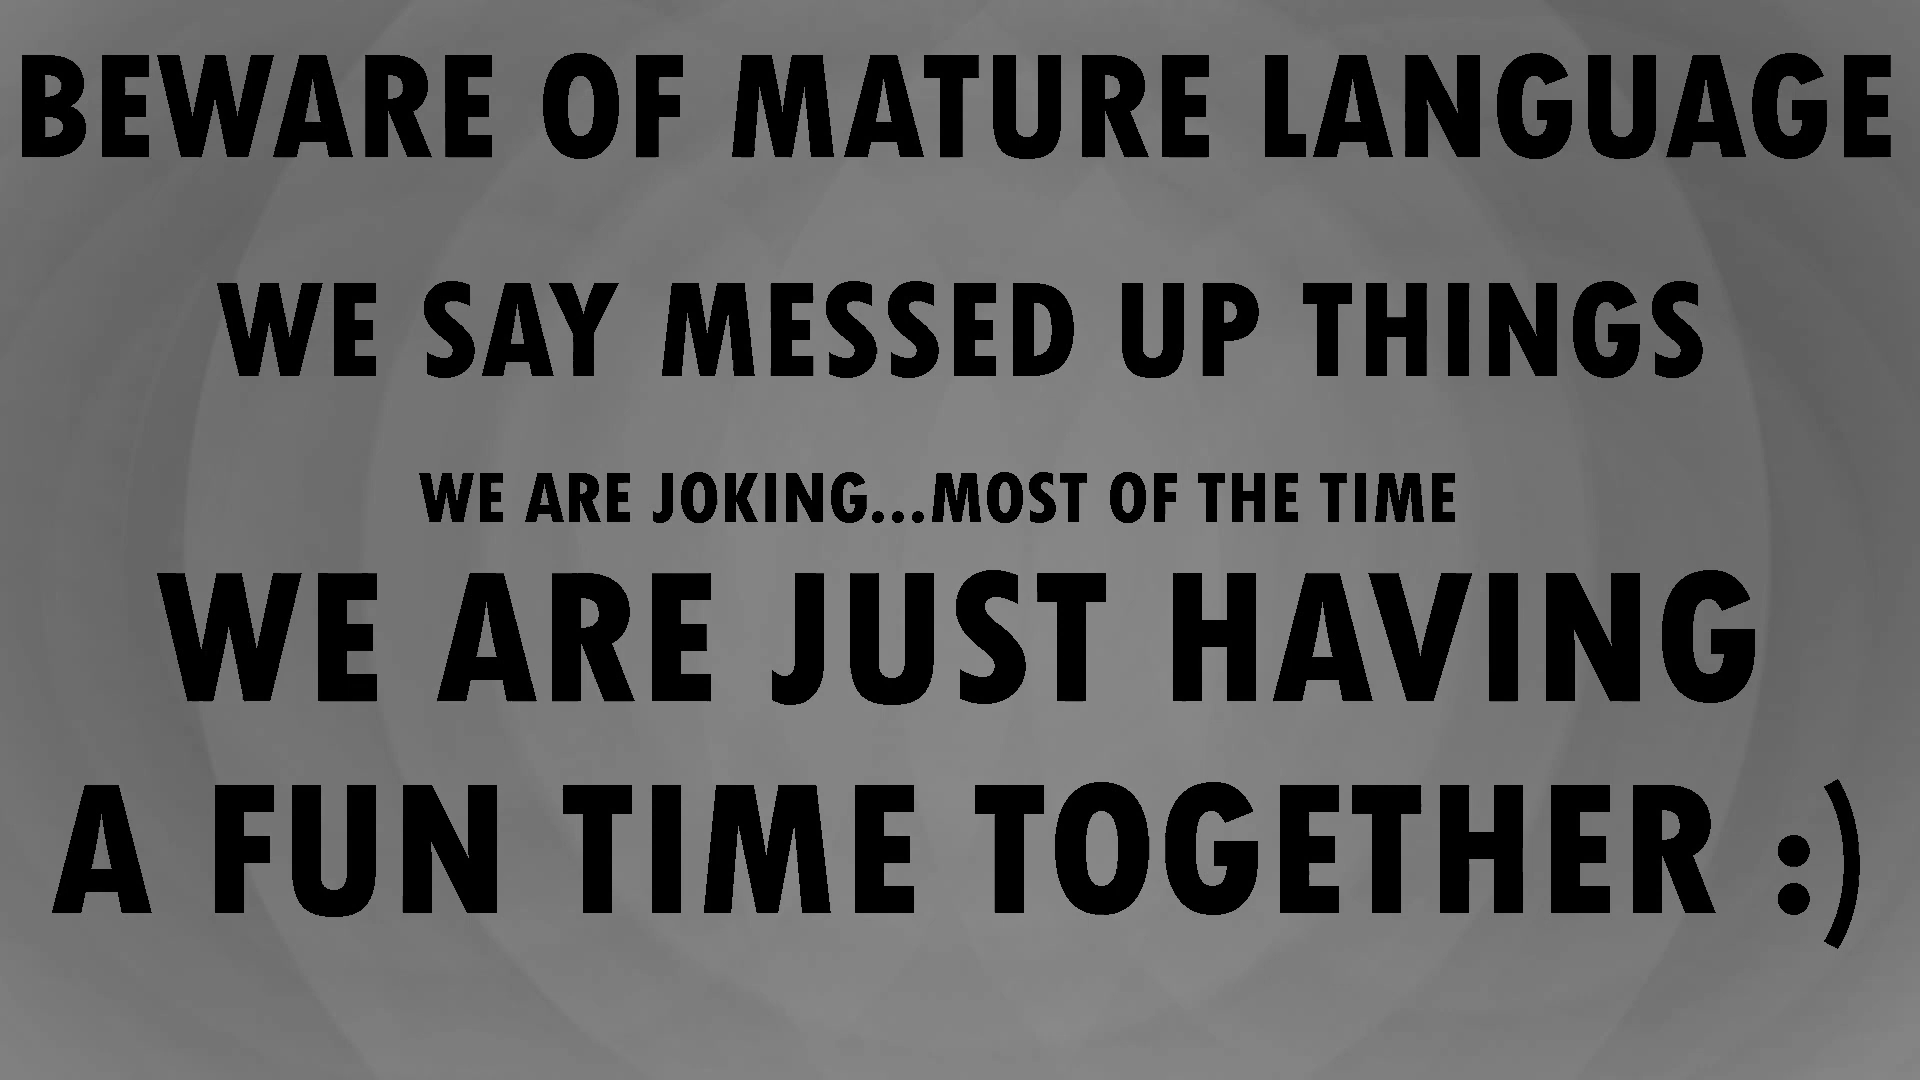 BEWARE OF MATURE LANGUAGE
WE SAY MESSED UP THINGS
WE ARE JOKING...MOST OF THE TIME
WE ARE JUST HAVING
A FUN TIME TOGETHER :)